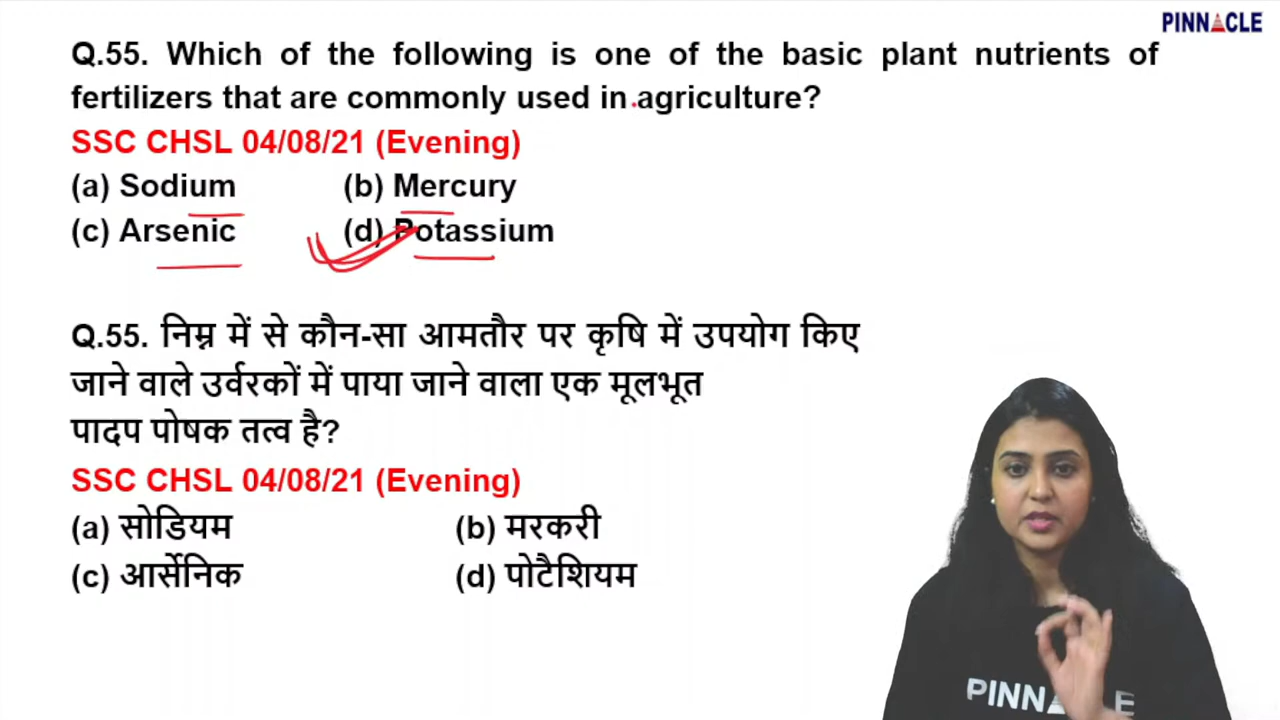 PINNACLE
Q.55. Which of the following is one of the basic plant nutrients of
fertilizers that are commonly used in agriculture?
SSC CHSL 04/08/21 (Evening)
(a) Sodium (b) Mercury
(c) Arsenic (d) Potassium
Q.55. निम्न में से कौन-सा आमतौर पर कृषि में उपयोग किए
जाने वाले उर्वरकों में पाया जाने वाला एक मूलभूत
पादप पोषक तत्व है?
SSC CHSL 04/08/21 (Evening)
(a) सोडियम (b) मरकरी
(c) आर्सेनिक (d) पोटैशियम
PINNACLE